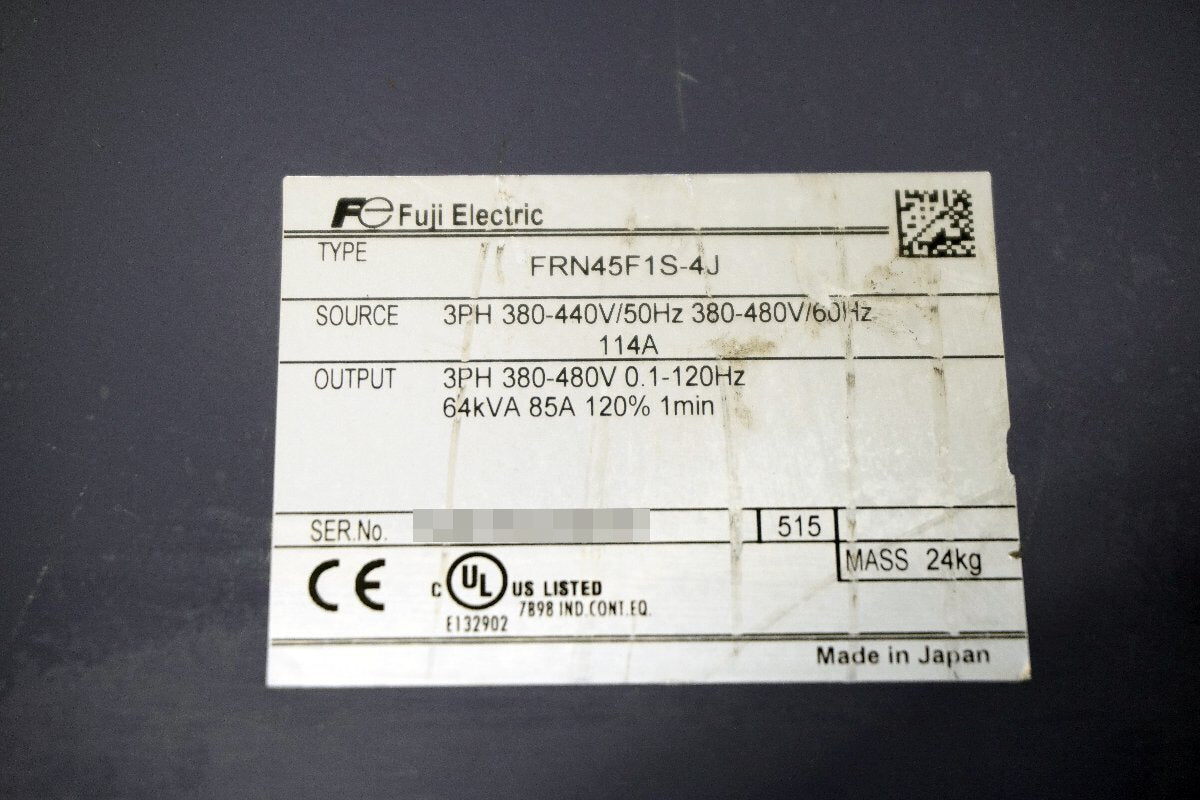 Fe Fuji Electric
TYPE FRN45F1S-4J
SOURCE 3PH 380-440V/50Hz 380-480V/60Hz
114A
OUTPUT 3PH 380-480V 0.1-120Hz
64kVA 85A 120% 1min
SER.No. 515
MASS 24kg
CE C UL US LISTED
7B98 IND.CONT.EQ.
E132902
Made in Japan